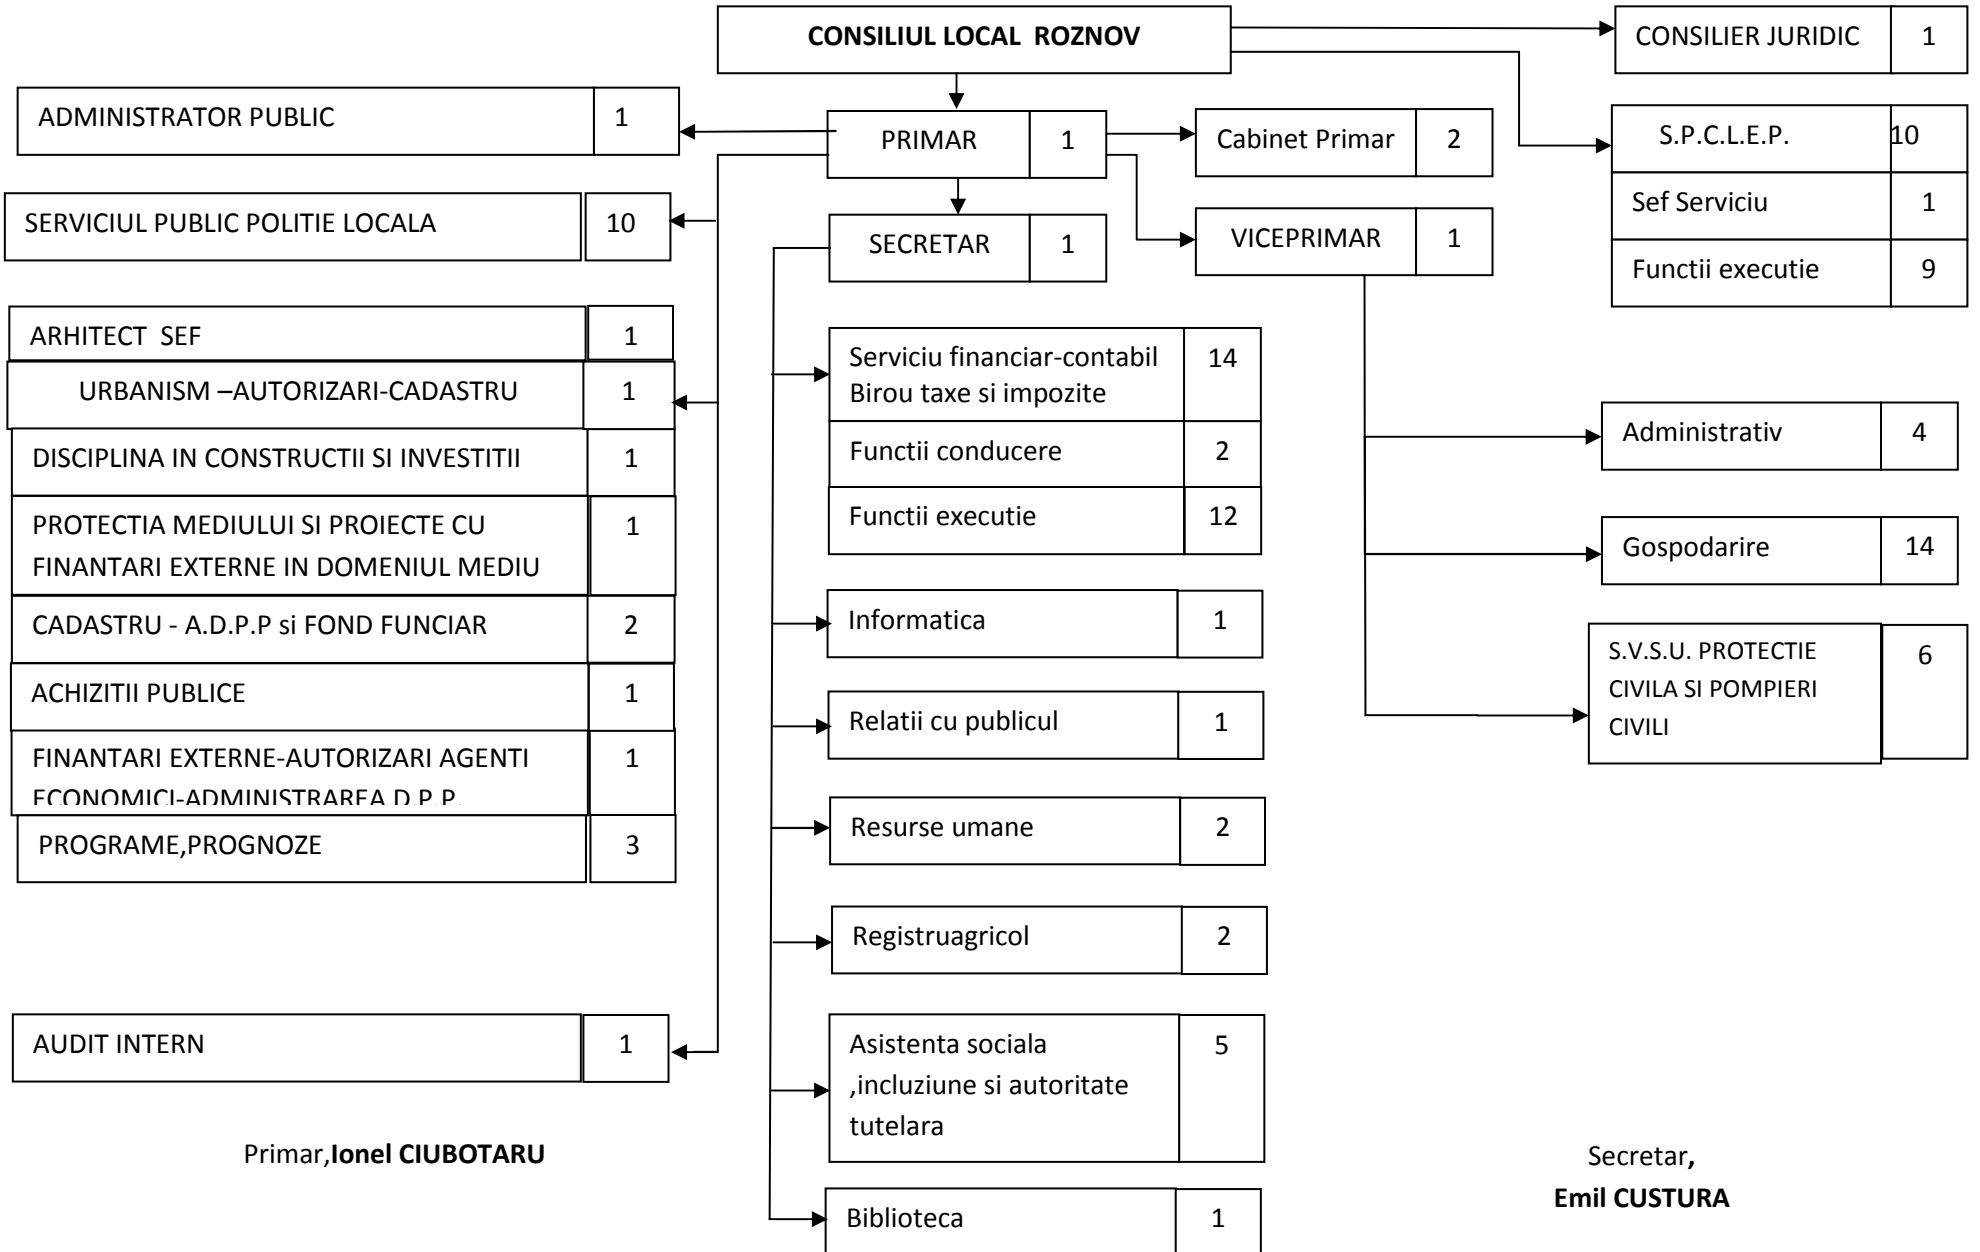 CONSILIUL LOCAL  ROZNOV
CONSILIER JURIDIC 1
ADMINISTRATOR PUBLIC 1
PRIMAR 1
Cabinet Primar 2
S.P.C.L.E.P. 10
Sef Serviciu 1
Functii executie 9
SERVICIUL PUBLIC POLITIE LOCALA 10
SECRETAR 1
VICEPRIMAR 1
ARHITECT  SEF 1
URBANISM –AUTORIZARI-CADASTRU 1
DISCIPLINA IN CONSTRUCTII SI INVESTITII 1
PROTECTIA MEDIULUI SI PROIECTE CU 1
FINANTARI EXTERNE IN DOMENIUL MEDIU
CADASTRU - A.D.P.P si FOND FUNCIAR 2
ACHIZITII PUBLICE 1
FINANTARI EXTERNE-AUTORIZARI AGENTI 1
ECONOMICI-ADMINISTRAREA D.P.P.
PROGRAME,PROGNOZE 3
AUDIT INTERN 1
Serviciu financiar-contabil 14
Birou taxe si impozite
Functii conducere 2
Functii executie 12
Informatica 1
Relatii cu publicul 1
Resurse umane 2
Registruagricol 2
Asistenta sociala 5
,incluziune si autoritate
tutelara
Biblioteca 1
Administrativ 4
Gospodarire 14
S.V.S.U. PROTECTIE 6
CIVILA SI POMPIERI
CIVILI
Primar,Ionel CIUBOTARU
Secretar,
Emil CUSTURA